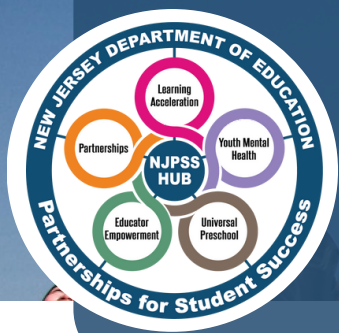 NEW JERSEY DEPARTMENT OF EDUCATION
Learning
Acceleration
Partnerships
Youth Mental
Health
NJPSS
HUB
Educator
Empowerment
Universal
Preschool
Partnerships for Student Success